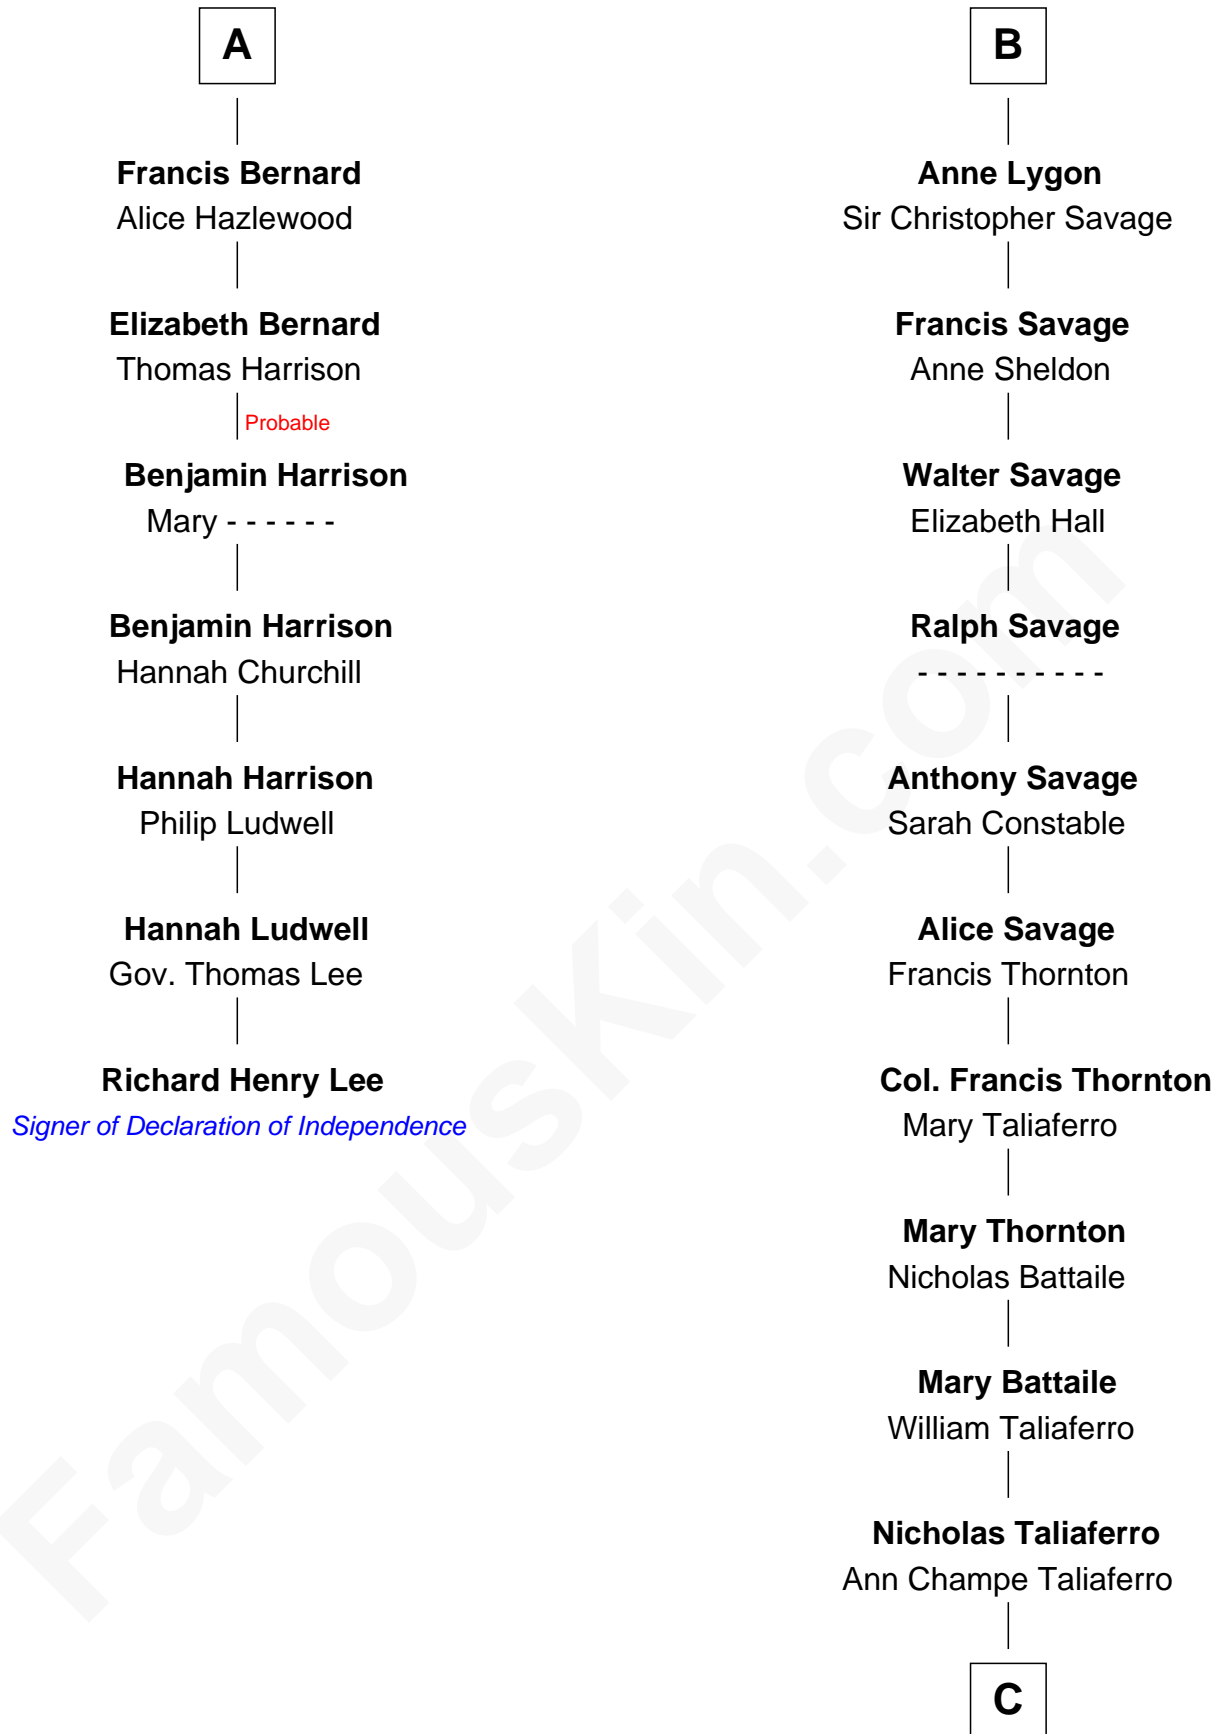 A
Francis Bernard
Alice Hazlewood
Elizabeth Bernard
Thomas Harrison
Probable
Benjamin Harrison
Mary - - - - - -
Benjamin Harrison
Hannah Churchill
Hannah Harrison
Philip Ludwell
Hannah Ludwell
Gov. Thomas Lee
Richard Henry Lee
Signer of Declaration of Independence
B
Anne Lygon
Sir Christopher Savage
Francis Savage
Anne Sheldon
Walter Savage
Elizabeth Hall
Ralph Savage
- - - - - - - - - -
Anthony Savage
Sarah Constable
Alice Savage
Francis Thornton
Col. Francis Thornton
Mary Taliaferro
Mary Thornton
Nicholas Battaile
Mary Battaile
William Taliaferro
Nicholas Taliaferro
Ann Champe Taliaferro
C
FamousKin.com